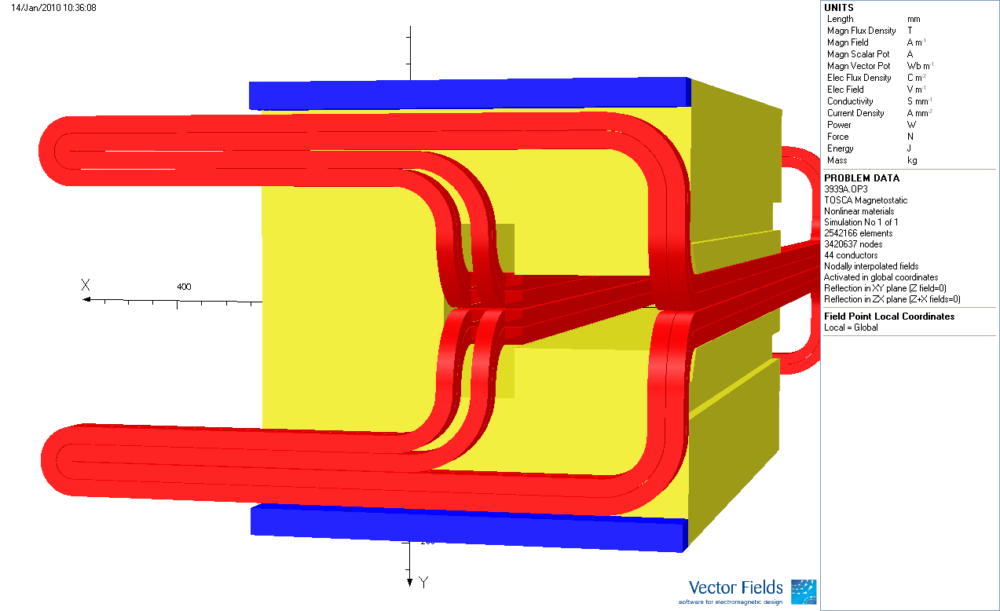 14/Jan/2010 10:36:08
X
400
Y
UNITS
Length mm
Magn Flux Density T
Magn Field A m⁻¹
Magn Scalar Pot A
Magn Vector Pot Wb m⁻¹
Elec Flux Density C m⁻²
Elec Field V m⁻¹
Conductivity S mm⁻¹
Current Density A mm⁻²
Power W
Force N
Energy J
Mass kg
PROBLEM DATA
3939A.OP3
TOSCA Magnetostatic
Nonlinear materials
Simulation No 1 of 1
2542166 elements
3420637 nodes
44 conductors
Nodally interpolated fields
Activated in global coordinates
Reflection in XY plane (Z field=0)
Reflection in ZX plane (Z+X fields=0)
Field Point Local Coordinates
Local = Global
Vector Fields
software for electromagnetic design